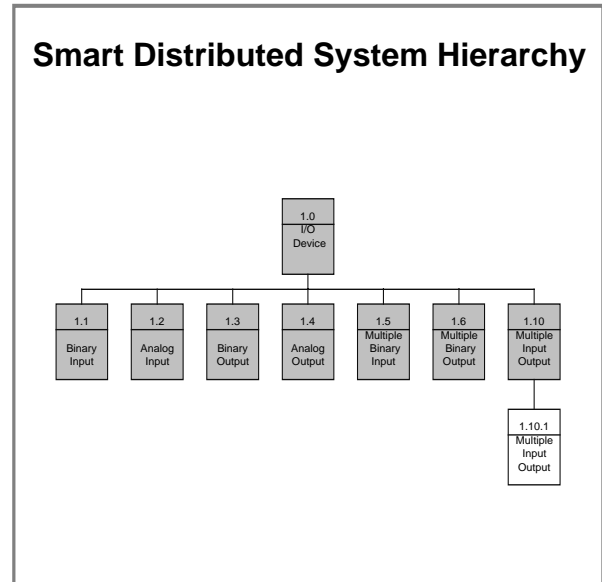 Smart Distributed System Hierarchy
1.0
I/O
Device
1.1
Binary
Input
1.2
Analog
Input
1.3
Binary
Output
1.4
Analog
Output
1.5
Multiple
Binary
Input
1.6
Multiple
Binary
Output
1.10
Multiple
Input
Output
1.10.1
Multiple
Input
Output